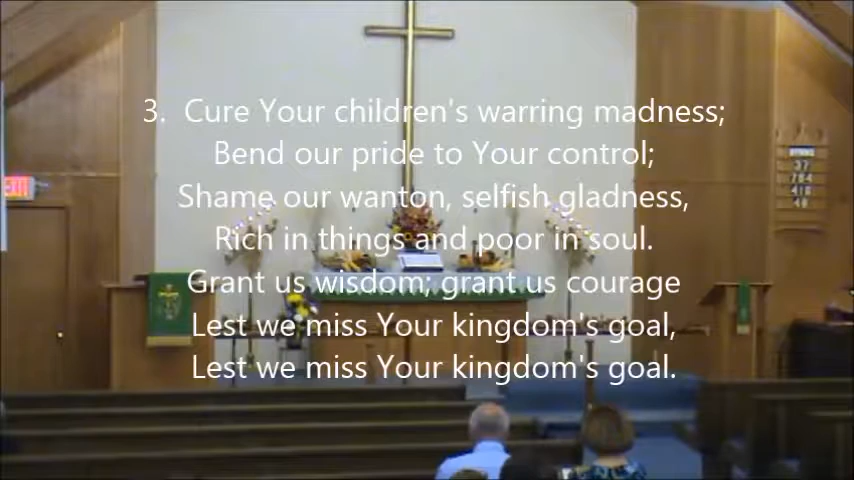 3. Cure Your children's warring madness;
Bend our pride to Your control;
Shame our wanton, selfish gladness,
Rich in things and poor in soul.
Grant us wisdom; grant us courage
Lest we miss Your kingdom's goal,
Lest we miss Your kingdom's goal.
EXIT
37
784
418